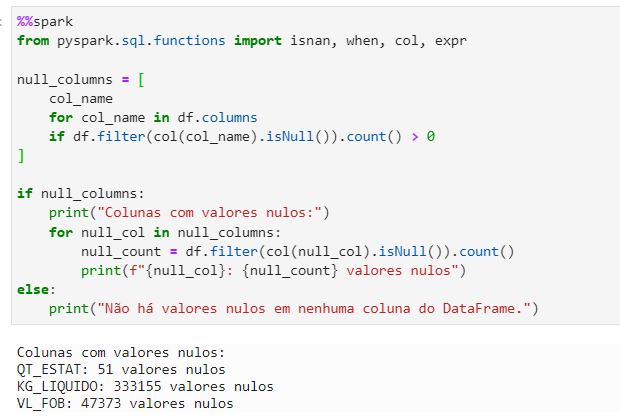 %%spark
from pyspark.sql.functions import isnan, when, col, expr
null_columns = [
    col_name
    for col_name in df.columns
    if df.filter(col(col_name).isNull()).count() > 0
]
if null_columns:
    print("Colunas com valores nulos:")
    for null_col in null_columns:
        null_count = df.filter(col(null_col).isNull()).count()
        print(f"{null_col}: {null_count} valores nulos")
else:
    print("Não há valores nulos em nenhuma coluna do DataFrame.")
Colunas com valores nulos:
QT_ESTAT: 51 valores nulos
KG_LIQUIDO: 333155 valores nulos
VL_FOB: 47373 valores nulos